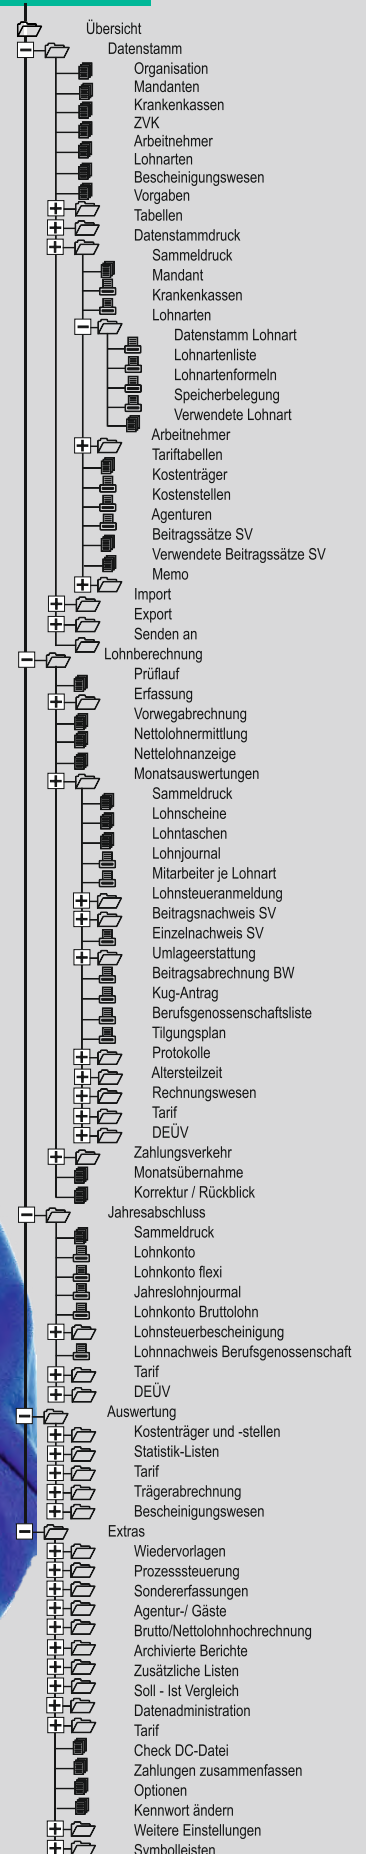 Übersicht
Datenstamm
Organisation
Mandanten
Krankenkassen
ZVK
Arbeitnehmer
Lohnarten
Bescheinigungswesen
Vorgaben
Tabellen
Datenstammdruck
Sammeldruck
Mandant
Krankenkassen
Lohnarten
Datenstamm Lohnart
Lohnartenliste
Lohnartenformeln
Speicherbelegung
Verwendete Lohnart
Arbeitnehmer
Tariftabellen
Kostenträger
Kostenstellen
Agenturen
Beitragssätze SV
Verwendete Beitragssätze SV
Memo
Import
Export
Senden an
Lohnberechnung
Prüflauf
Erfassung
Vorwegabrechnung
Nettolohnermittlung
Nettelohnanzeige
Monatsauswertungen
Sammeldruck
Lohnscheine
Lohntaschen
Lohnjournal
Mitarbeiter je Lohnart
Lohnsteueranmeldung
Beitragsnachweis SV
Einzelnachweis SV
Umlageerstattung
Beitragsabrechnung BW
Kug-Antrag
Berufsgenossenschaftsliste
Tilgungsplan
Protokolle
Altersteilzeit
Rechnungswesen
Tarif
DEÜV
Zahlungsverkehr
Monatsübernahme
Korrektur / Rückblick
Jahresabschluss
Sammeldruck
Lohnkonto
Lohnkonto flexi
Jahreslohnjourmal
Lohnkonto Bruttolohn
Lohnsteuerbescheinigung
Lohnnachweis Berufsgenossenschaft
Tarif
DEÜV
Auswertung
Kostenträger und -stellen
Statistik-Listen
Tarif
Trägerabrechnung
Bescheinigungswesen
Extras
Wiedervorlagen
Prozesssteuerung
Sondererfassungen
Agentur-/ Gäste
Brutto/Nettolohnhochrechnung
Archivierte Berichte
Zusätzliche Listen
Soll - Ist Vergleich
Datenadministration
Tarif
Check DC-Datei
Zahlungen zusammenfassen
Optionen
Kennwort ändern
Weitere Einstellungen
Symbolleisten